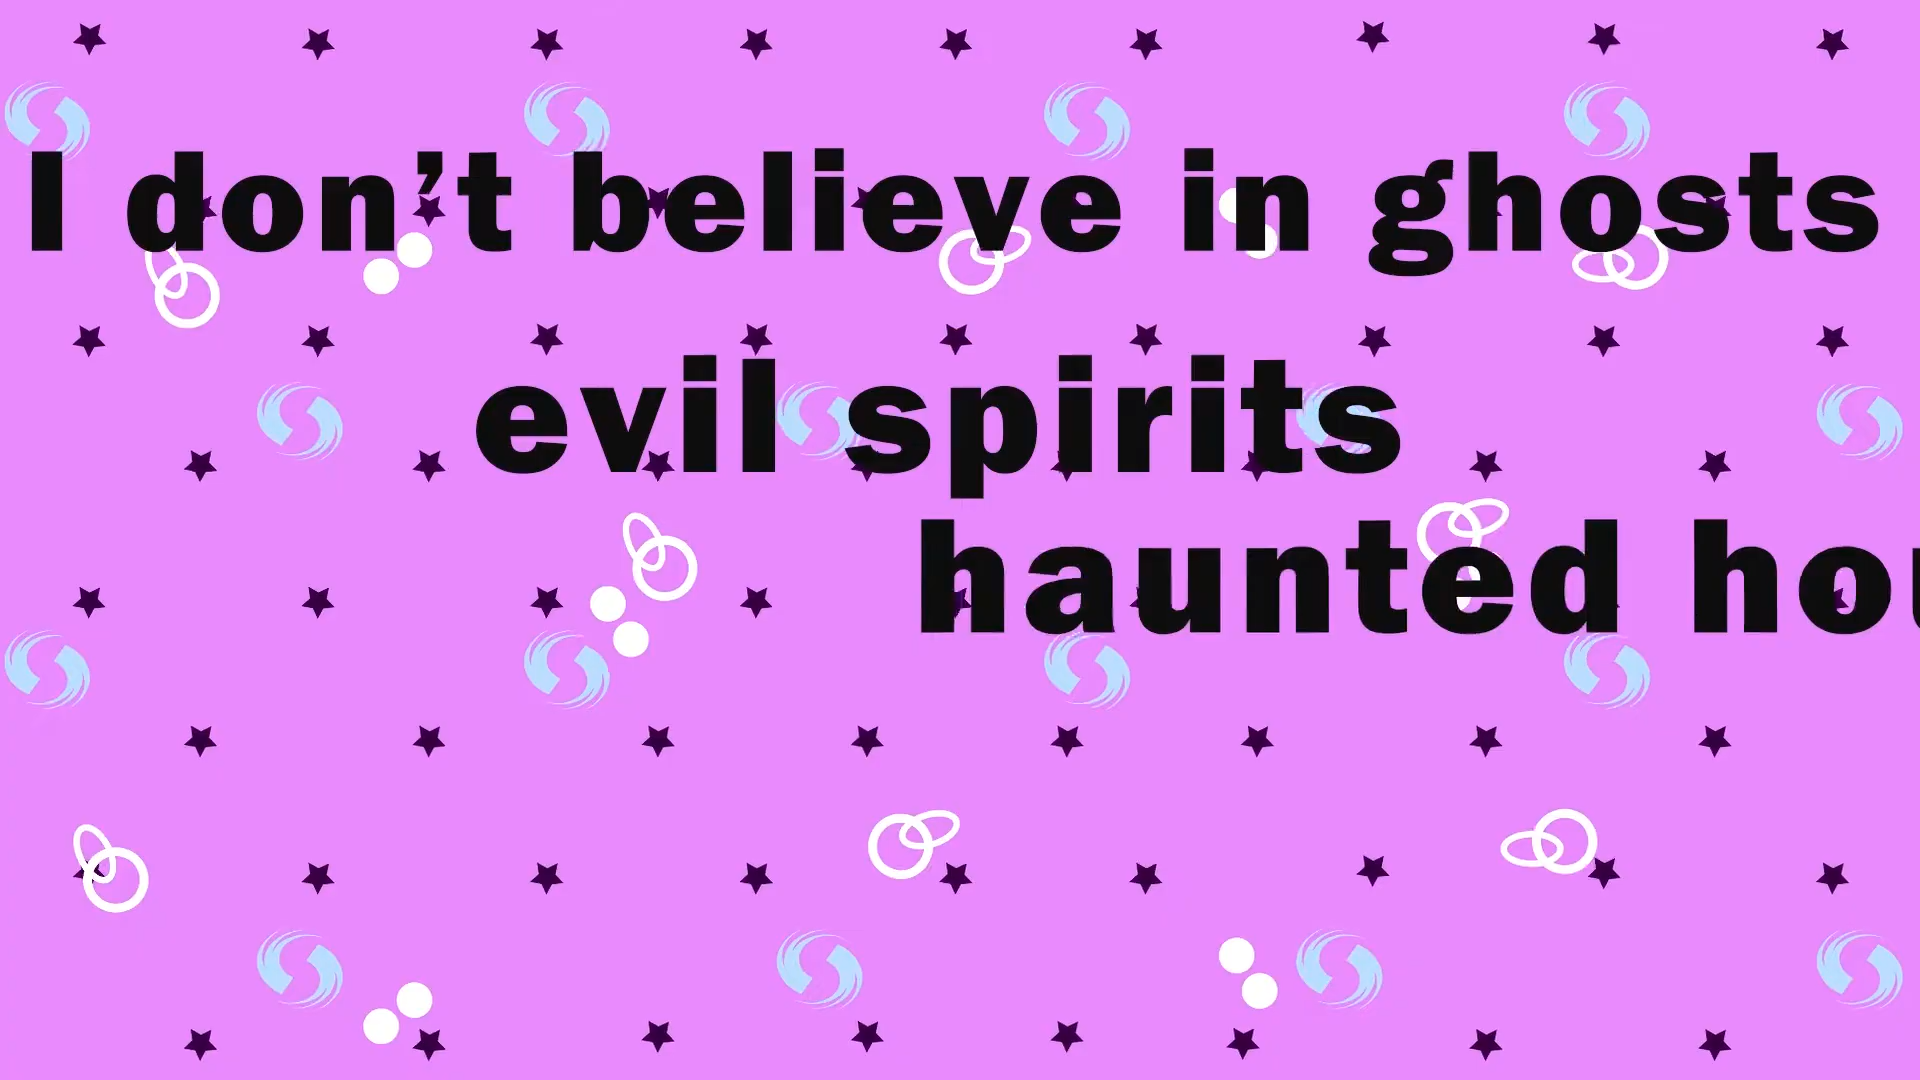 I don’t believe in ghosts
evil spirits
haunted hou